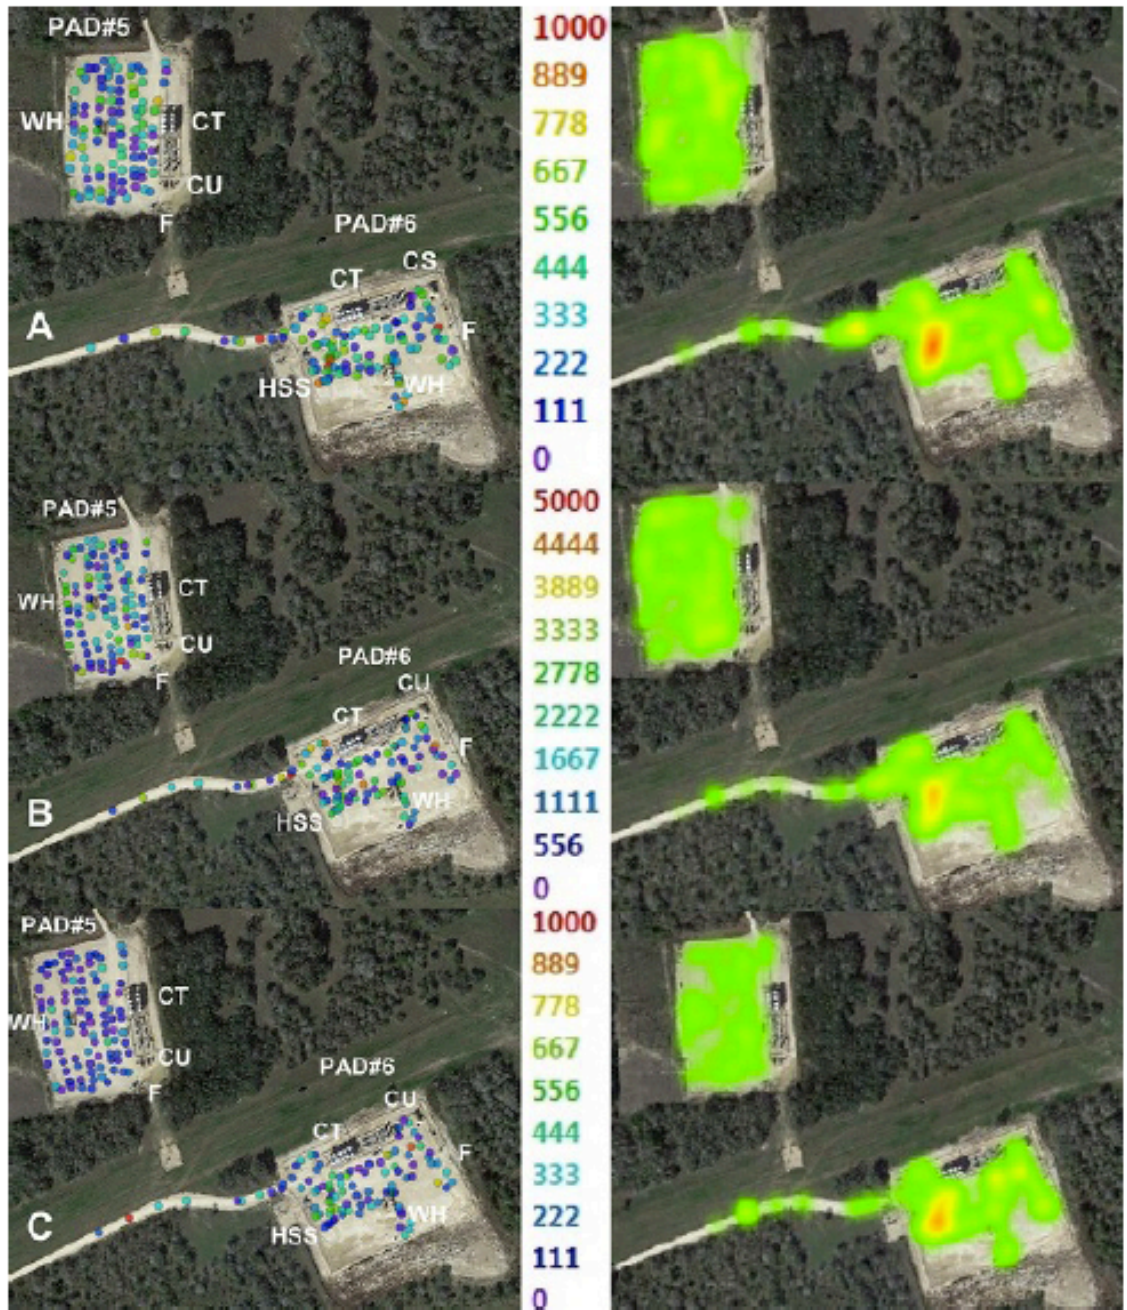 PAD#5
WH
CT
CU
F
PAD#6
CS
CT
A
F
HSS
WH
1000
889
778
667
556
444
333
222
111
0
PAD#5
WH
CT
CU
F
PAD#6
CU
CT
F
B
WH
HSS
5000
4444
3889
3333
2778
2222
1667
1111
556
0
PAD#5
CT
WH
CU
F
PAD#6
CU
CT
F
C
WH
HSS
1000
889
778
667
556
444
333
222
111
0